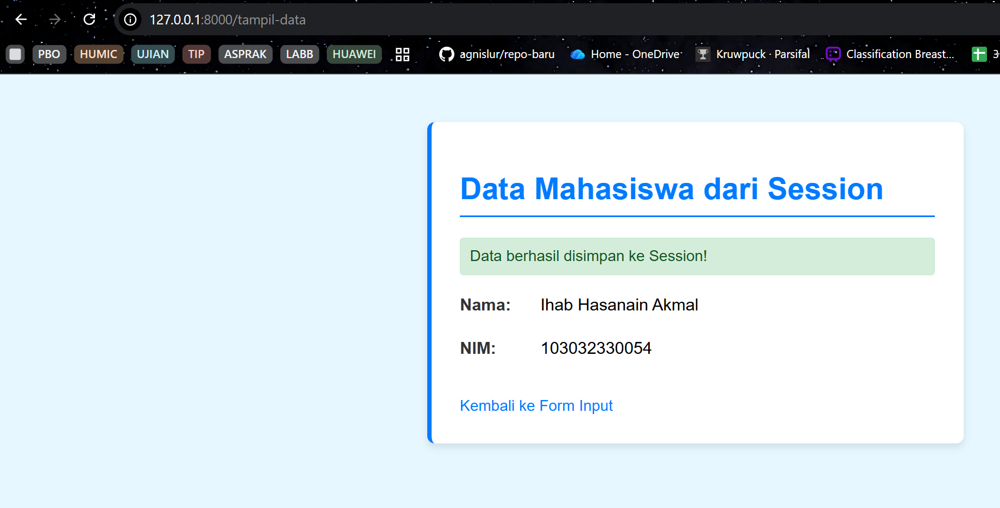 127.0.0.1:8000/tampil-data
PBO HUMIC UJIAN TIP ASPRAK LABB HUAWEI agnislur/repo-baru Home - OneDrive Kruwpuck · Parsifal Classification Breast...
Data Mahasiswa dari Session
Data berhasil disimpan ke Session!
Nama: Ihab Hasanain Akmal
NIM: 103032330054
Kembali ke Form Input